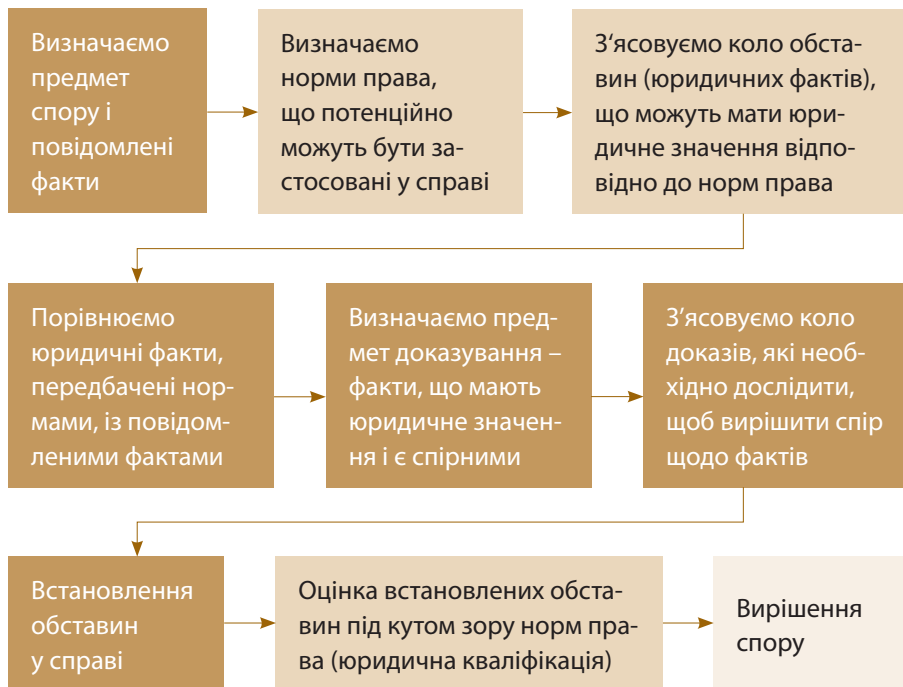 Визначаємо
предмет
спору і
повідомлені
факти
Визначаємо
норми права,
що потенційно
можуть бути за-
стосовані у справі
З‘ясовуємо коло обста-
вин (юридичних фактів),
що можуть мати юри-
дичне значення відпо-
відно до норм права
Порівнюємо
юридичні факти,
передбачені нор-
мами, із повідом-
леними фактами
Визначаємо пред-
мет доказування –
факти, що мають
юридичне значен-
ня і є спірними
З’ясовуємо коло
доказів, які необ-
хідно дослідити,
щоб вирішити спір
щодо фактів
Встановлення
обставин
у справі
Оцінка встановлених обста-
вин під кутом зору норм пра-
ва (юридична кваліфікація)
Вирішення
спору